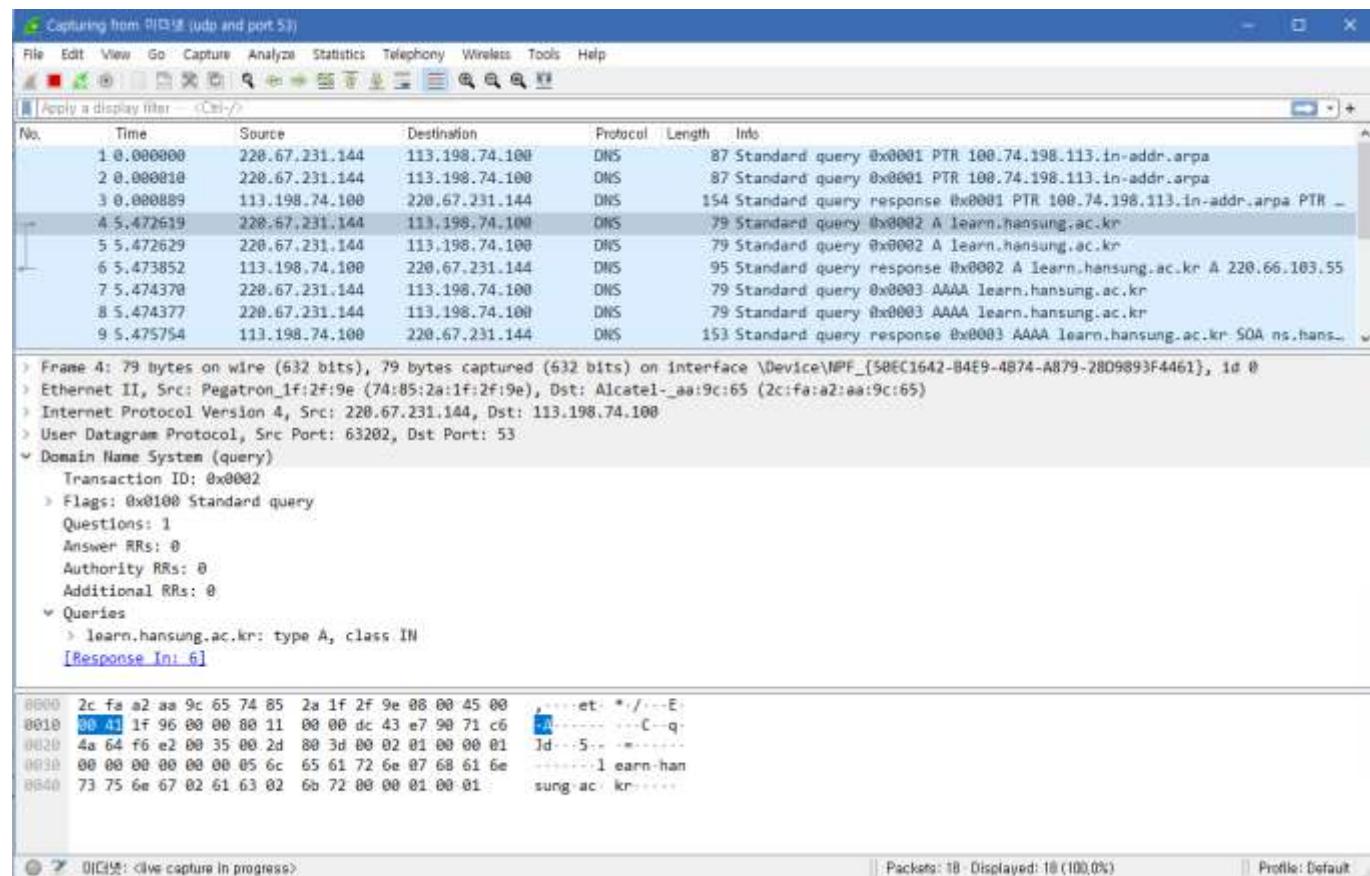 Capturing from 이더넷 (udp and port 53)
File Edit View Go Capture Analyze Statistics Telephony Wireless Tools Help
Apply a display filter ... <Ctrl-/>
No. Time Source Destination Protocol Length Info
1 0.000000 220.67.231.144 113.198.74.100 DNS 87 Standard query 0x0001 PTR 100.74.198.113.in-addr.arpa
2 0.000010 220.67.231.144 113.198.74.100 DNS 87 Standard query 0x0001 PTR 100.74.198.113.in-addr.arpa
3 0.000889 113.198.74.100 220.67.231.144 DNS 154 Standard query response 0x0001 PTR 100.74.198.113.in-addr.arpa PTR …
4 5.472619 220.67.231.144 113.198.74.100 DNS 79 Standard query 0x0002 A learn.hansung.ac.kr
5 5.472629 220.67.231.144 113.198.74.100 DNS 79 Standard query 0x0002 A learn.hansung.ac.kr
6 5.473852 113.198.74.100 220.67.231.144 DNS 95 Standard query response 0x0002 A learn.hansung.ac.kr A 220.66.103.55
7 5.474370 220.67.231.144 113.198.74.100 DNS 79 Standard query 0x0003 AAAA learn.hansung.ac.kr
8 5.474377 220.67.231.144 113.198.74.100 DNS 79 Standard query 0x0003 AAAA learn.hansung.ac.kr
9 5.475754 113.198.74.100 220.67.231.144 DNS 153 Standard query response 0x0003 AAAA learn.hansung.ac.kr SOA ns.hans…
Frame 4: 79 bytes on wire (632 bits), 79 bytes captured (632 bits) on interface \Device\NPF_{50EC1642-B4E9-4B74-A879-28D9893F4461}, id 0
Ethernet II, Src: Pegatron_1f:2f:9e (74:85:2a:1f:2f:9e), Dst: Alcatel-_aa:9c:65 (2c:fa:a2:aa:9c:65)
Internet Protocol Version 4, Src: 220.67.231.144, Dst: 113.198.74.100
User Datagram Protocol, Src Port: 63202, Dst Port: 53
Domain Name System (query)
Transaction ID: 0x0002
Flags: 0x0100 Standard query
Questions: 1
Answer RRs: 0
Authority RRs: 0
Additional RRs: 0
Queries
learn.hansung.ac.kr: type A, class IN
[Response In: 6]
0000 2c fa a2 aa 9c 65 74 85 2a 1f 2f 9e 08 00 45 00 ,····et· *·/···E·
0010 00 41 1f 96 00 00 80 11 00 00 dc 43 e7 90 71 c6 ·A······ ···C··q·
0020 4a 64 f6 e2 00 35 00 2d 80 3d 00 02 01 00 00 01 Jd···5·- ·=······
0030 00 00 00 00 00 00 05 6c 65 61 72 6e 07 68 61 6e ·······l earn·han
0040 73 75 6e 67 02 61 63 02 6b 72 00 00 01 00 01 sung·ac· kr·····
이더넷: <live capture in progress> Packets: 18 · Displayed: 18 (100.0%) Profile: Default